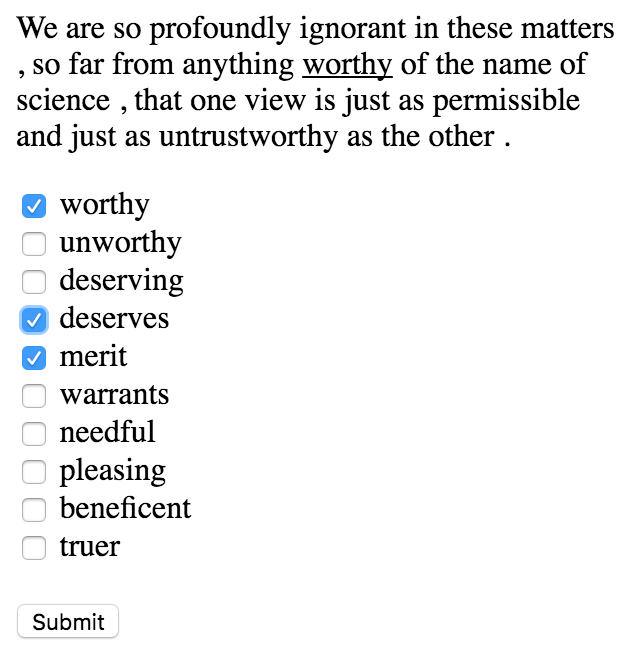 We are so profoundly ignorant in these matters
, so far from anything worthy of the name of
science , that one view is just as permissible
and just as untrustworthy as the other .
worthy
unworthy
deserving
deserves
merit
warrants
needful
pleasing
beneficent
truer
Submit